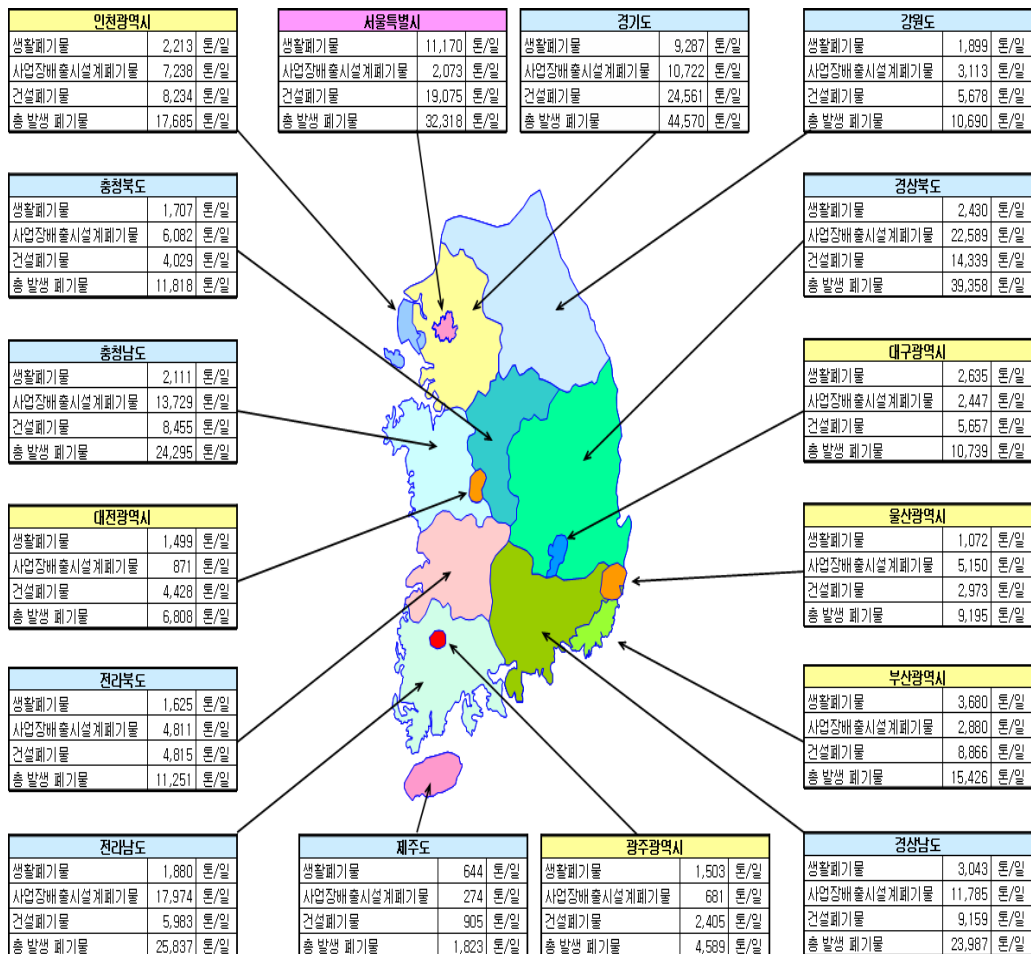 인천광역시
생활폐기물 2,213 톤/일
사업장배출시설계폐기물 7,238 톤/일
건설폐기물 8,234 톤/일
총 발생 폐기물 17,685 톤/일
서울특별시
생활폐기물 11,170 톤/일
사업장배출시설계폐기물 2,073 톤/일
건설폐기물 19,075 톤/일
총 발생 폐기물 32,318 톤/일
경기도
생활폐기물 9,287 톤/일
사업장배출시설계폐기물 10,722 톤/일
건설폐기물 24,561 톤/일
총 발생 폐기물 44,570 톤/일
강원도
생활폐기물 1,899 톤/일
사업장배출시설계폐기물 3,113 톤/일
건설폐기물 5,678 톤/일
총 발생 폐기물 10,690 톤/일
충청북도
생활폐기물 1,707 톤/일
사업장배출시설계폐기물 6,082 톤/일
건설폐기물 4,029 톤/일
총 발생 폐기물 11,818 톤/일
경상북도
생활폐기물 2,430 톤/일
사업장배출시설계폐기물 22,589 톤/일
건설폐기물 14,339 톤/일
총 발생 폐기물 39,358 톤/일
충청남도
생활폐기물 2,111 톤/일
사업장배출시설계폐기물 13,729 톤/일
건설폐기물 8,455 톤/일
총 발생 폐기물 24,295 톤/일
대구광역시
생활폐기물 2,635 톤/일
사업장배출시설계폐기물 2,447 톤/일
건설폐기물 5,657 톤/일
총 발생 폐기물 10,739 톤/일
대전광역시
생활폐기물 1,499 톤/일
사업장배출시설계폐기물 871 톤/일
건설폐기물 4,428 톤/일
총 발생 폐기물 6,808 톤/일
울산광역시
생활폐기물 1,072 톤/일
사업장배출시설계폐기물 5,150 톤/일
건설폐기물 2,973 톤/일
총 발생 폐기물 9,195 톤/일
전라북도
생활폐기물 1,625 톤/일
사업장배출시설계폐기물 4,811 톤/일
건설폐기물 4,815 톤/일
총 발생 폐기물 11,251 톤/일
부산광역시
생활폐기물 3,680 톤/일
사업장배출시설계폐기물 2,880 톤/일
건설폐기물 8,866 톤/일
총 발생 폐기물 15,426 톤/일
전라남도
생활폐기물 1,880 톤/일
사업장배출시설계폐기물 17,974 톤/일
건설폐기물 5,983 톤/일
총 발생 폐기물 25,837 톤/일
제주도
생활폐기물 644 톤/일
사업장배출시설계폐기물 274 톤/일
건설폐기물 905 톤/일
총 발생 폐기물 1,823 톤/일
광주광역시
생활폐기물 1,503 톤/일
사업장배출시설계폐기물 681 톤/일
건설폐기물 2,405 톤/일
총 발생 폐기물 4,589 톤/일
경상남도
생활폐기물 3,043 톤/일
사업장배출시설계폐기물 11,785 톤/일
건설폐기물 9,159 톤/일
총 발생 폐기물 23,987 톤/일